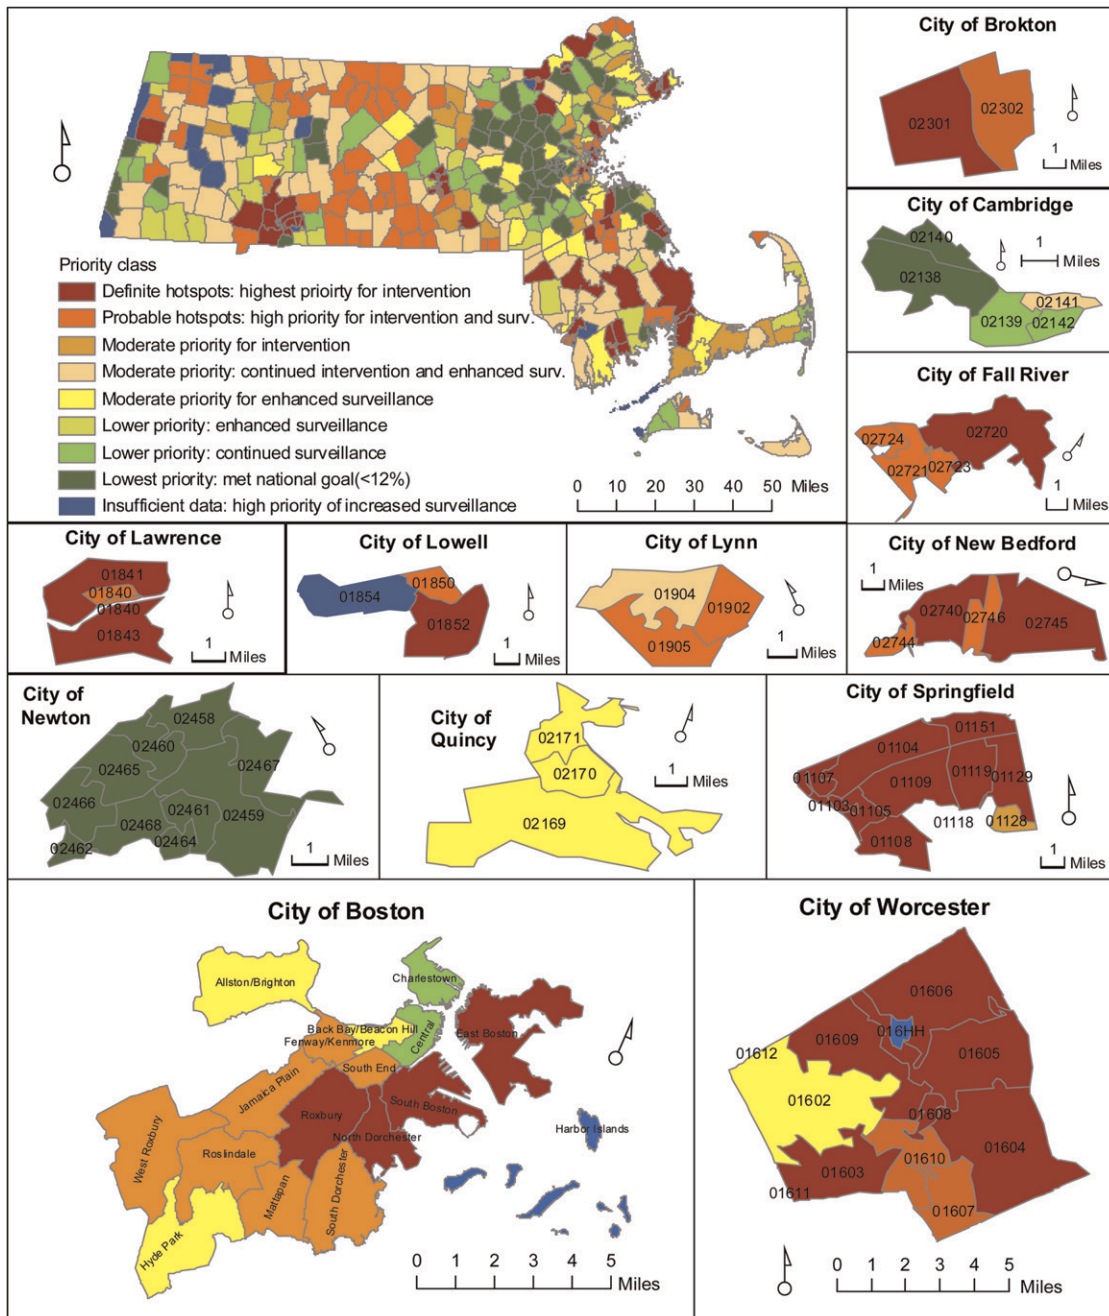 Priority class
Definite hotspots: highest prioirty for intervention
Probable hotspots: high priority for intervention and surv.
Moderate priority for intervention
Moderate priority: continued intervention and enhanced surv.
Moderate priority for enhanced surveillance
Lower priority: enhanced surveillance
Lower priority: continued surveillance
Lowest priority: met national goal(<12%)
Insufficient data: high priority of increased surveillance
0 10 20 30 40 50 Miles
City of Brokton
02301
02302
1
Miles
City of Cambridge
02140
02138
1
02141
02139
02142
City of Fall River
02720
02724
02721
02723
1
Miles
City of Lawrence
01841
01840
01840
01843
1
Miles
City of Lowell
01850
01854
01852
1
Miles
City of Lynn
01904
01902
01905
1
Miles
City of New Bedford
1
Miles
02740
02746
02745
02744
City of
Newton
02458
02460
02467
02465
02466
02461
02459
02468
02464
02462
1
Miles
City of
Quincy
02171
02170
02169
1
Miles
City of Springfield
01151
01104
01119
01129
01107
01109
01103
01105
01118
01128
01108
1
Miles
City of Boston
Allston/Brighton
Charlestown
Back Bay/Beacon Hill
Fenway/Kenmore
Central
East Boston
South End
Jamaica Plain
Roxbury
South Boston
North Dorchester
Harbor Islands
West Roxbury
Roslindale
Mattapan
South Dorchester
Hyde Park
0 1 2 3 4 5
Miles
City of Worcester
01606
016HH
01609
01605
01612
01602
01608
01604
01610
01603
01611
01607
0 1 2 3 4 5
Miles